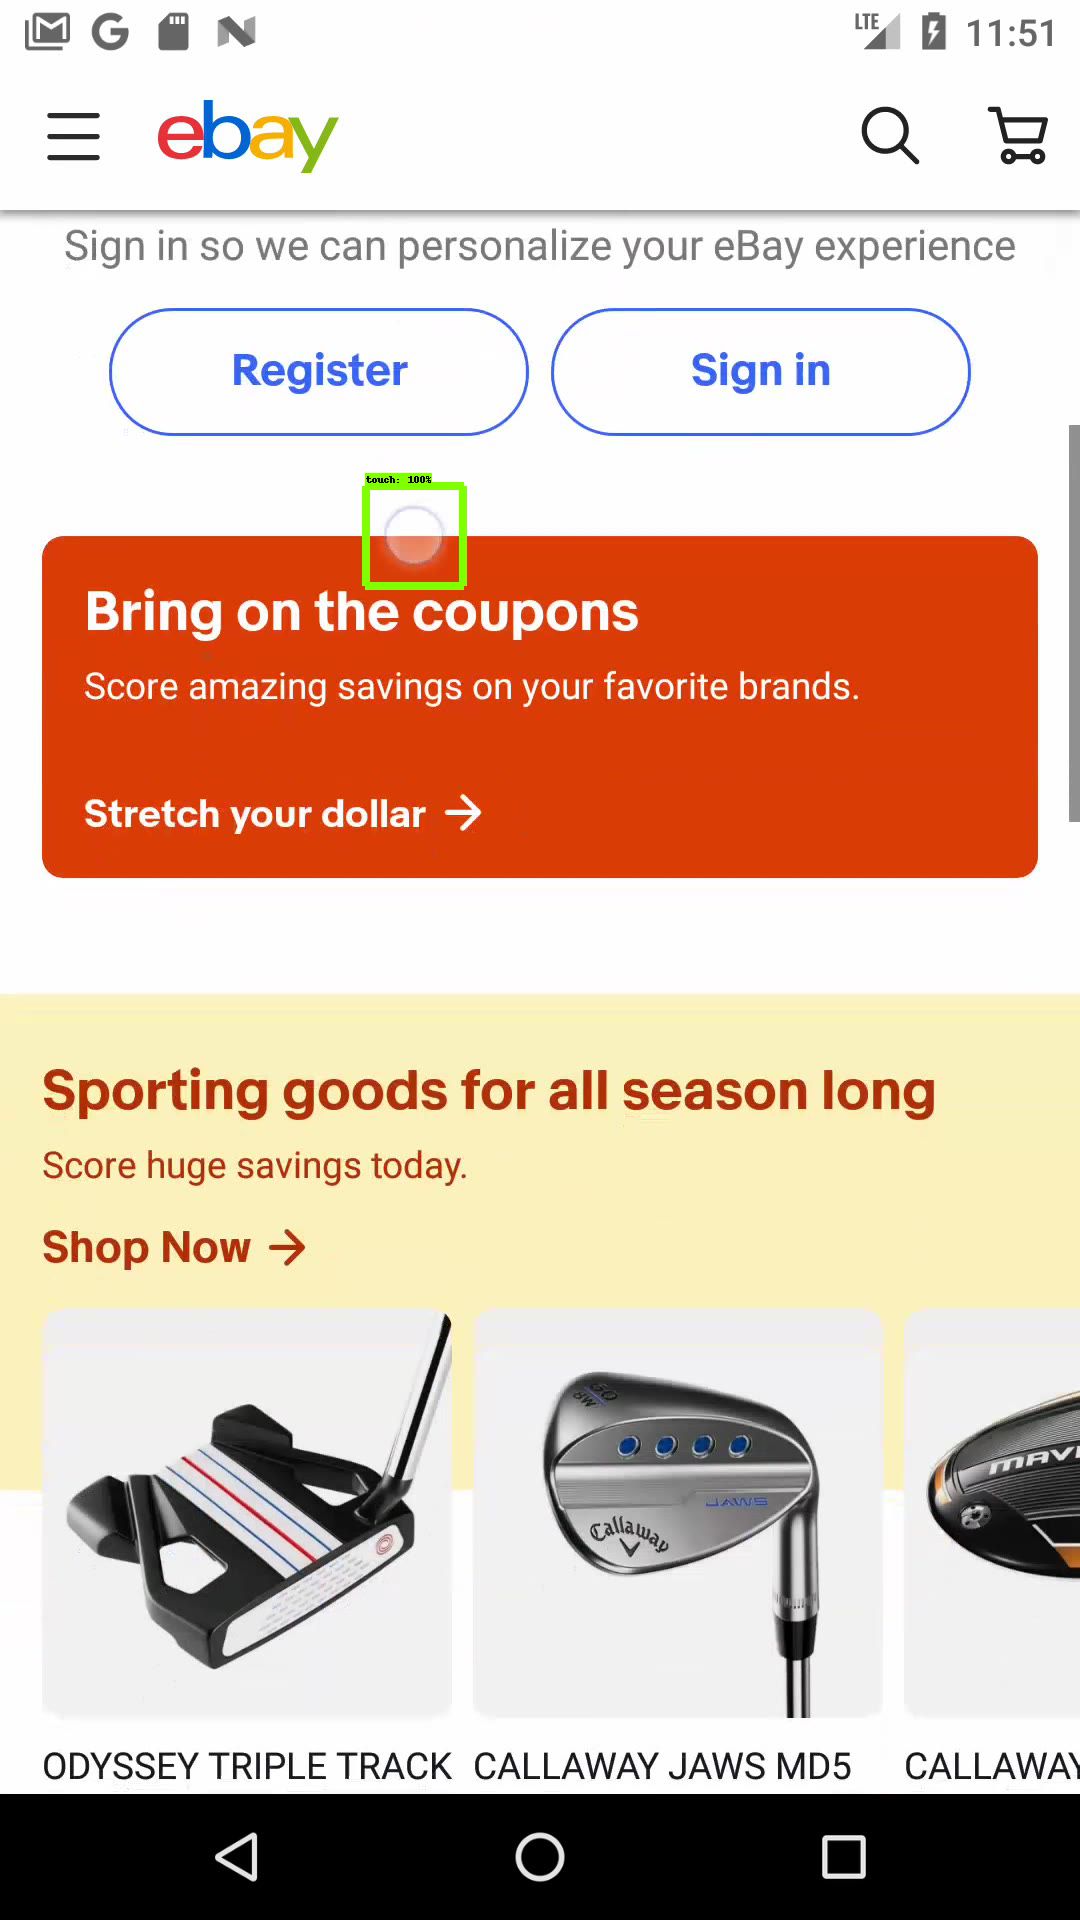 LTE 11:51
ebay
Sign in so we can personalize your eBay experience
Register Sign in
touch: 100%
Bring on the coupons
Score amazing savings on your favorite brands.
Stretch your dollar
Sporting goods for all season long
Score huge savings today.
Shop Now
JAWS
Callaway
MAV
ODYSSEY TRIPLE TRACK CALLAWAY JAWS MD5 CALLAWAY